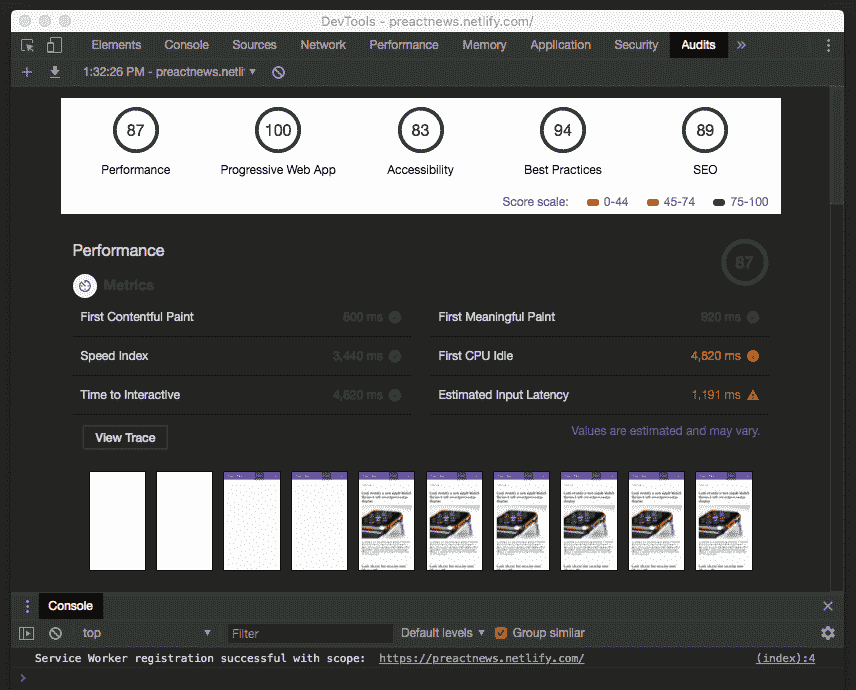 DevTools - preactnews.netlify.com/
Elements Console Sources Network Performance Memory Application Security Audits »
1:32:26 PM - preactnews.netli
87 100 83 94 89
Performance Progressive Web App Accessibility Best Practices SEO
Score scale: 0-44 45-74 75-100
Performance 87
Metrics
First Contentful Paint 800 ms First Meaningful Paint 920 ms
Speed Index 3,440 ms First CPU Idle 4,620 ms
Time to Interactive 4,620 ms Estimated Input Latency 1,191 ms
View Trace Values are estimated and may vary.
Console
top Filter Default levels Group similar
Service Worker registration successful with scope: https://preactnews.netlify.com/ (index):4